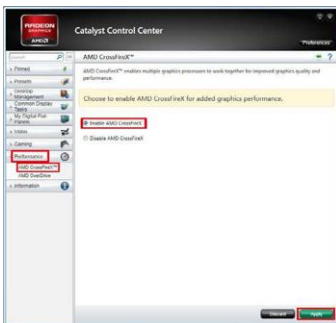 RADEON
GRAPHICS
AMD
Catalyst Control Center
Preferences
Search
Pinned
Presets
Desktop
Management
Common Display
Tasks
My Digital Flat-
Panels
Video
Gaming
Performance
AMD CrossFireX™
AMD OverDrive
Information
AMD CrossFireX™
AMD CrossFireX™ enables multiple graphics processors to work together for improved graphics quality and
performance.
Choose to enable AMD CrossFireX for added graphics performance.
Enable AMD CrossFireX
Disable AMD CrossFireX
Discard
Apply